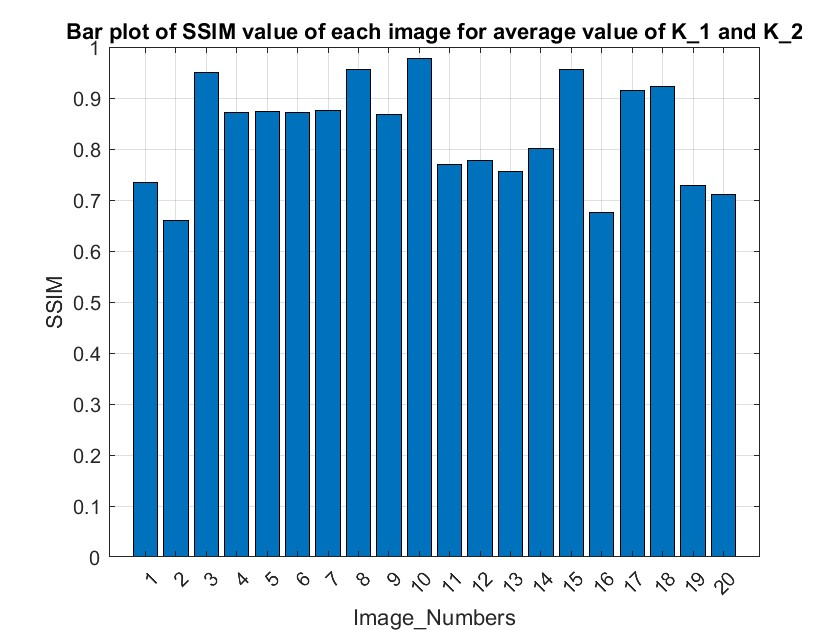 Bar plot of SSIM value of each image for average value of K_1 and K_2
1
0.9
0.8
0.7
0.6
0.5
0.4
0.3
0.2
0.1
0
SSIM
1 2 3 4 5 6 7 8 9 10 11 12 13 14 15 16 17 18 19 20
Image_Numbers